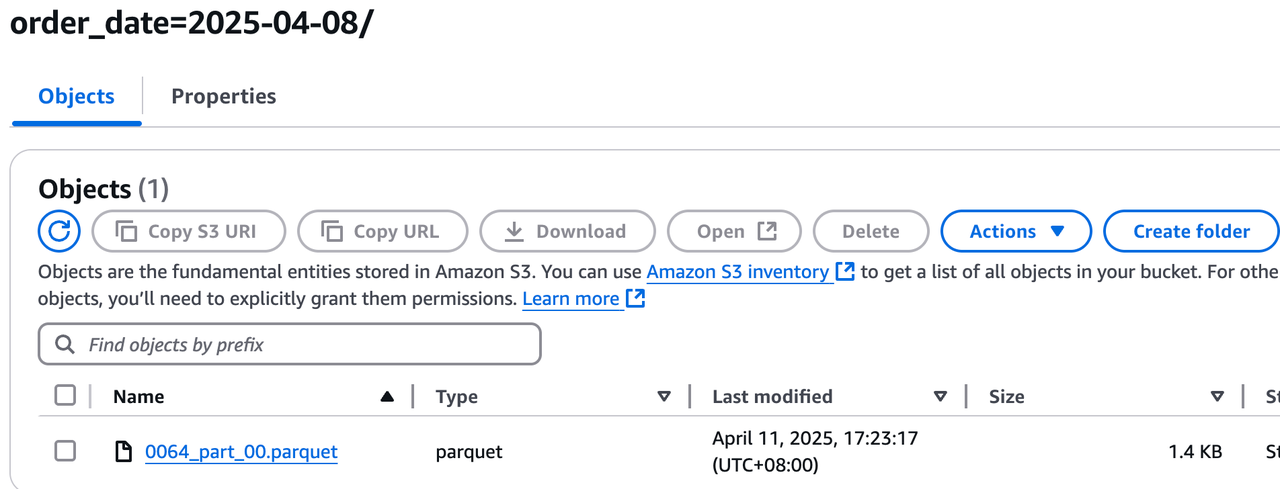 order_date=2025-04-08/
Objects
Properties
Objects (1)
Copy S3 URI
Copy URL
Download
Open
Delete
Actions
Create folder
Objects are the fundamental entities stored in Amazon S3. You can use Amazon S3 inventory to get a list of all objects in your bucket. For othe
objects, you'll need to explicitly grant them permissions. Learn more
Find objects by prefix
Name
Type
Last modified
Size
St
0064_part_00.parquet
parquet
April 11, 2025, 17:23:17
(UTC+08:00)
1.4 KB
St